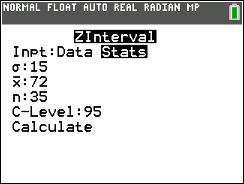 NORMAL FLOAT AUTO REAL RADIAN MP
ZInterval
Inpt:Data Stats
σ:15
x̄:72
n:35
C-Level:95
Calculate